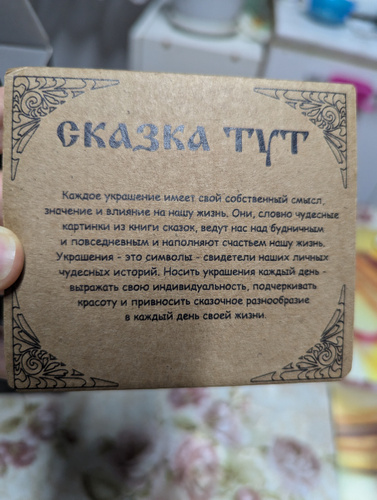 СКАЗКА ТУТ
Каждое украшение имеет свой собственный смысл,
значение и влияние на нашу жизнь. Они, словно чудесные
картинки из книги сказок, ведут нас над будничным
и повседневным и наполняют счастьем нашу жизнь.
Украшения - это символы - свидетели наших личных
чудесных историй. Носить украшения каждый день -
выражать свою индивидуальность, подчеркивать
красоту и привносить сказочное разнообразие
в каждый день своей жизни.